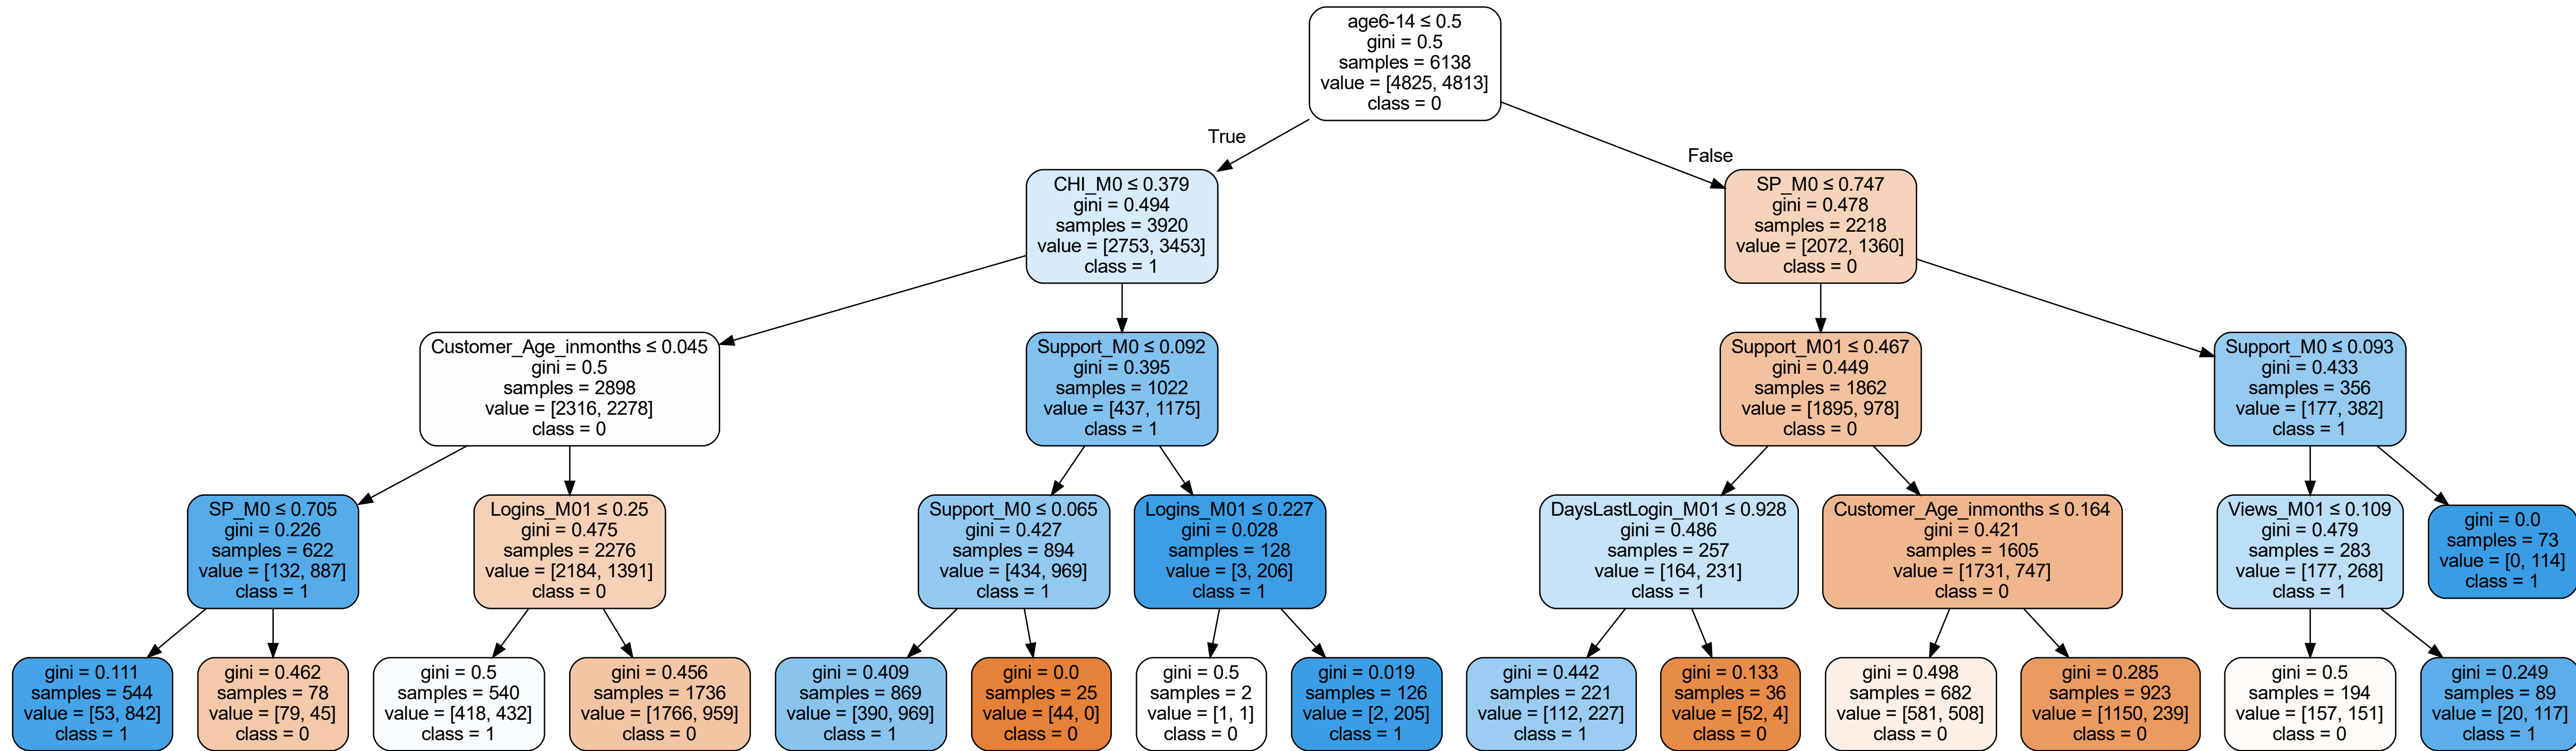 age6-14 ≤ 0.5
gini = 0.5
samples = 6138
value = [4825, 4813]
class = 0
True
False
CHI_M0 ≤ 0.379
gini = 0.494
samples = 3920
value = [2753, 3453]
class = 1
SP_M0 ≤ 0.747
gini = 0.478
samples = 2218
value = [2072, 1360]
class = 0
Customer_Age_inmonths ≤ 0.045
gini = 0.5
samples = 2898
value = [2316, 2278]
class = 0
Support_M0 ≤ 0.092
gini = 0.395
samples = 1022
value = [437, 1175]
class = 1
Support_M01 ≤ 0.467
gini = 0.449
samples = 1862
value = [1895, 978]
class = 0
Support_M0 ≤ 0.093
gini = 0.433
samples = 356
value = [177, 382]
class = 1
SP_M0 ≤ 0.705
gini = 0.226
samples = 622
value = [132, 887]
class = 1
Logins_M01 ≤ 0.25
gini = 0.475
samples = 2276
value = [2184, 1391]
class = 0
Support_M0 ≤ 0.065
gini = 0.427
samples = 894
value = [434, 969]
class = 1
Logins_M01 ≤ 0.227
gini = 0.028
samples = 128
value = [3, 206]
class = 1
DaysLastLogin_M01 ≤ 0.928
gini = 0.486
samples = 257
value = [164, 231]
class = 1
Customer_Age_inmonths ≤ 0.164
gini = 0.421
samples = 1605
value = [1731, 747]
class = 0
Views_M01 ≤ 0.109
gini = 0.479
samples = 283
value = [177, 268]
class = 1
gini = 0.0
samples = 73
value = [0, 114]
class = 1
gini = 0.111
samples = 544
value = [53, 842]
class = 1
gini = 0.462
samples = 78
value = [79, 45]
class = 0
gini = 0.5
samples = 540
value = [418, 432]
class = 1
gini = 0.456
samples = 1736
value = [1766, 959]
class = 0
gini = 0.409
samples = 869
value = [390, 969]
class = 1
gini = 0.0
samples = 25
value = [44, 0]
class = 0
gini = 0.5
samples = 2
value = [1, 1]
class = 0
gini = 0.019
samples = 126
value = [2, 205]
class = 1
gini = 0.442
samples = 221
value = [112, 227]
class = 1
gini = 0.133
samples = 36
value = [52, 4]
class = 0
gini = 0.498
samples = 682
value = [581, 508]
class = 0
gini = 0.285
samples = 923
value = [1150, 239]
class = 0
gini = 0.5
samples = 194
value = [157, 151]
class = 0
gini = 0.249
samples = 89
value = [20, 117]
class = 1